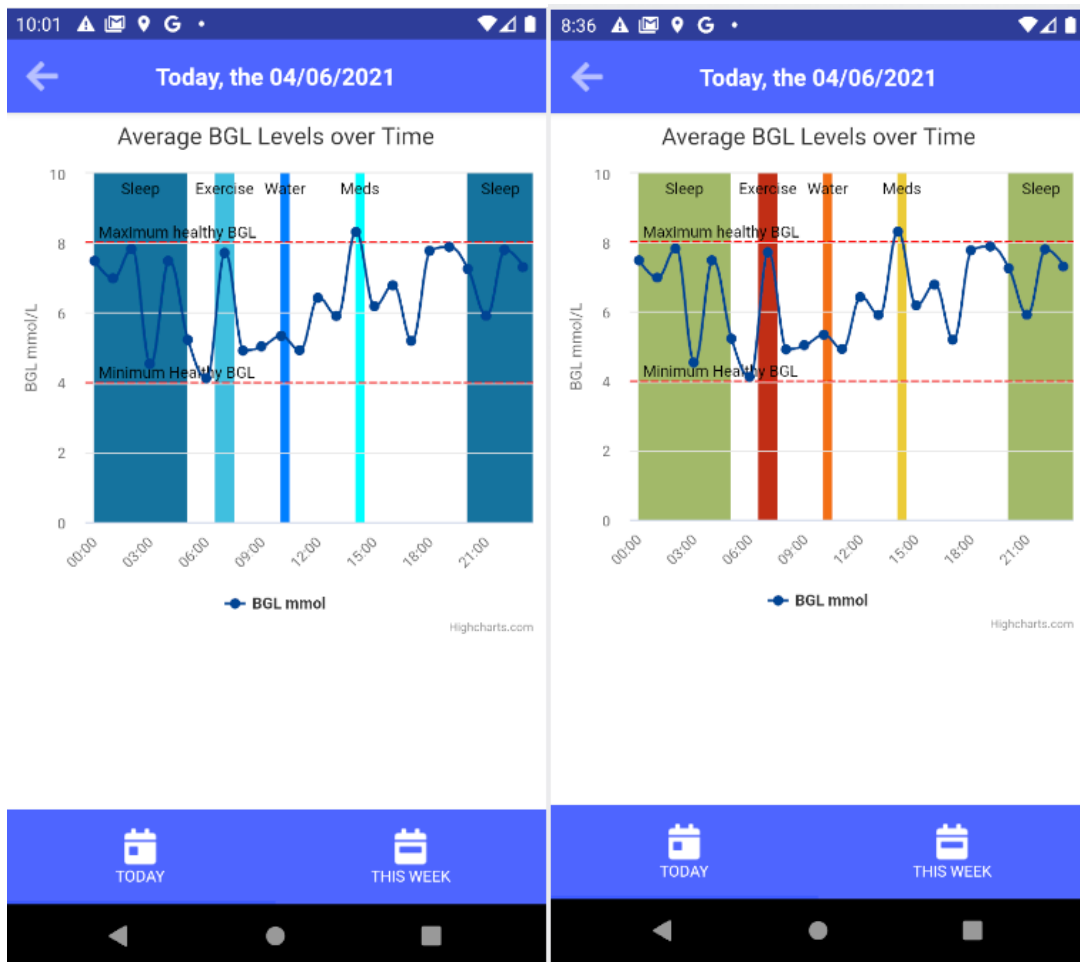 10:01
Today, the 04/06/2021
Average BGL Levels over Time
10
Sleep Exercise Water Meds Sleep
MaxImum healthy BGL
8
6
BGL mmol/L
Minimum Healthy BGL
4
2
0
00:00 03:00 06:00 09:00 12:00 15:00 18:00 21:00
BGL mmol
Highcharts.com
TODAY THIS WEEK
8:36
Today, the 04/06/2021
Average BGL Levels over Time
10
Sleep Exercise Water Meds Sleep
MaxImum healthy BGL
8
6
BGL mmol/L
Minimum Healthy BGL
4
2
0
00:00 03:00 06:00 09:00 12:00 15:00 18:00 21:00
BGL mmol
Highcharts.com
TODAY THIS WEEK